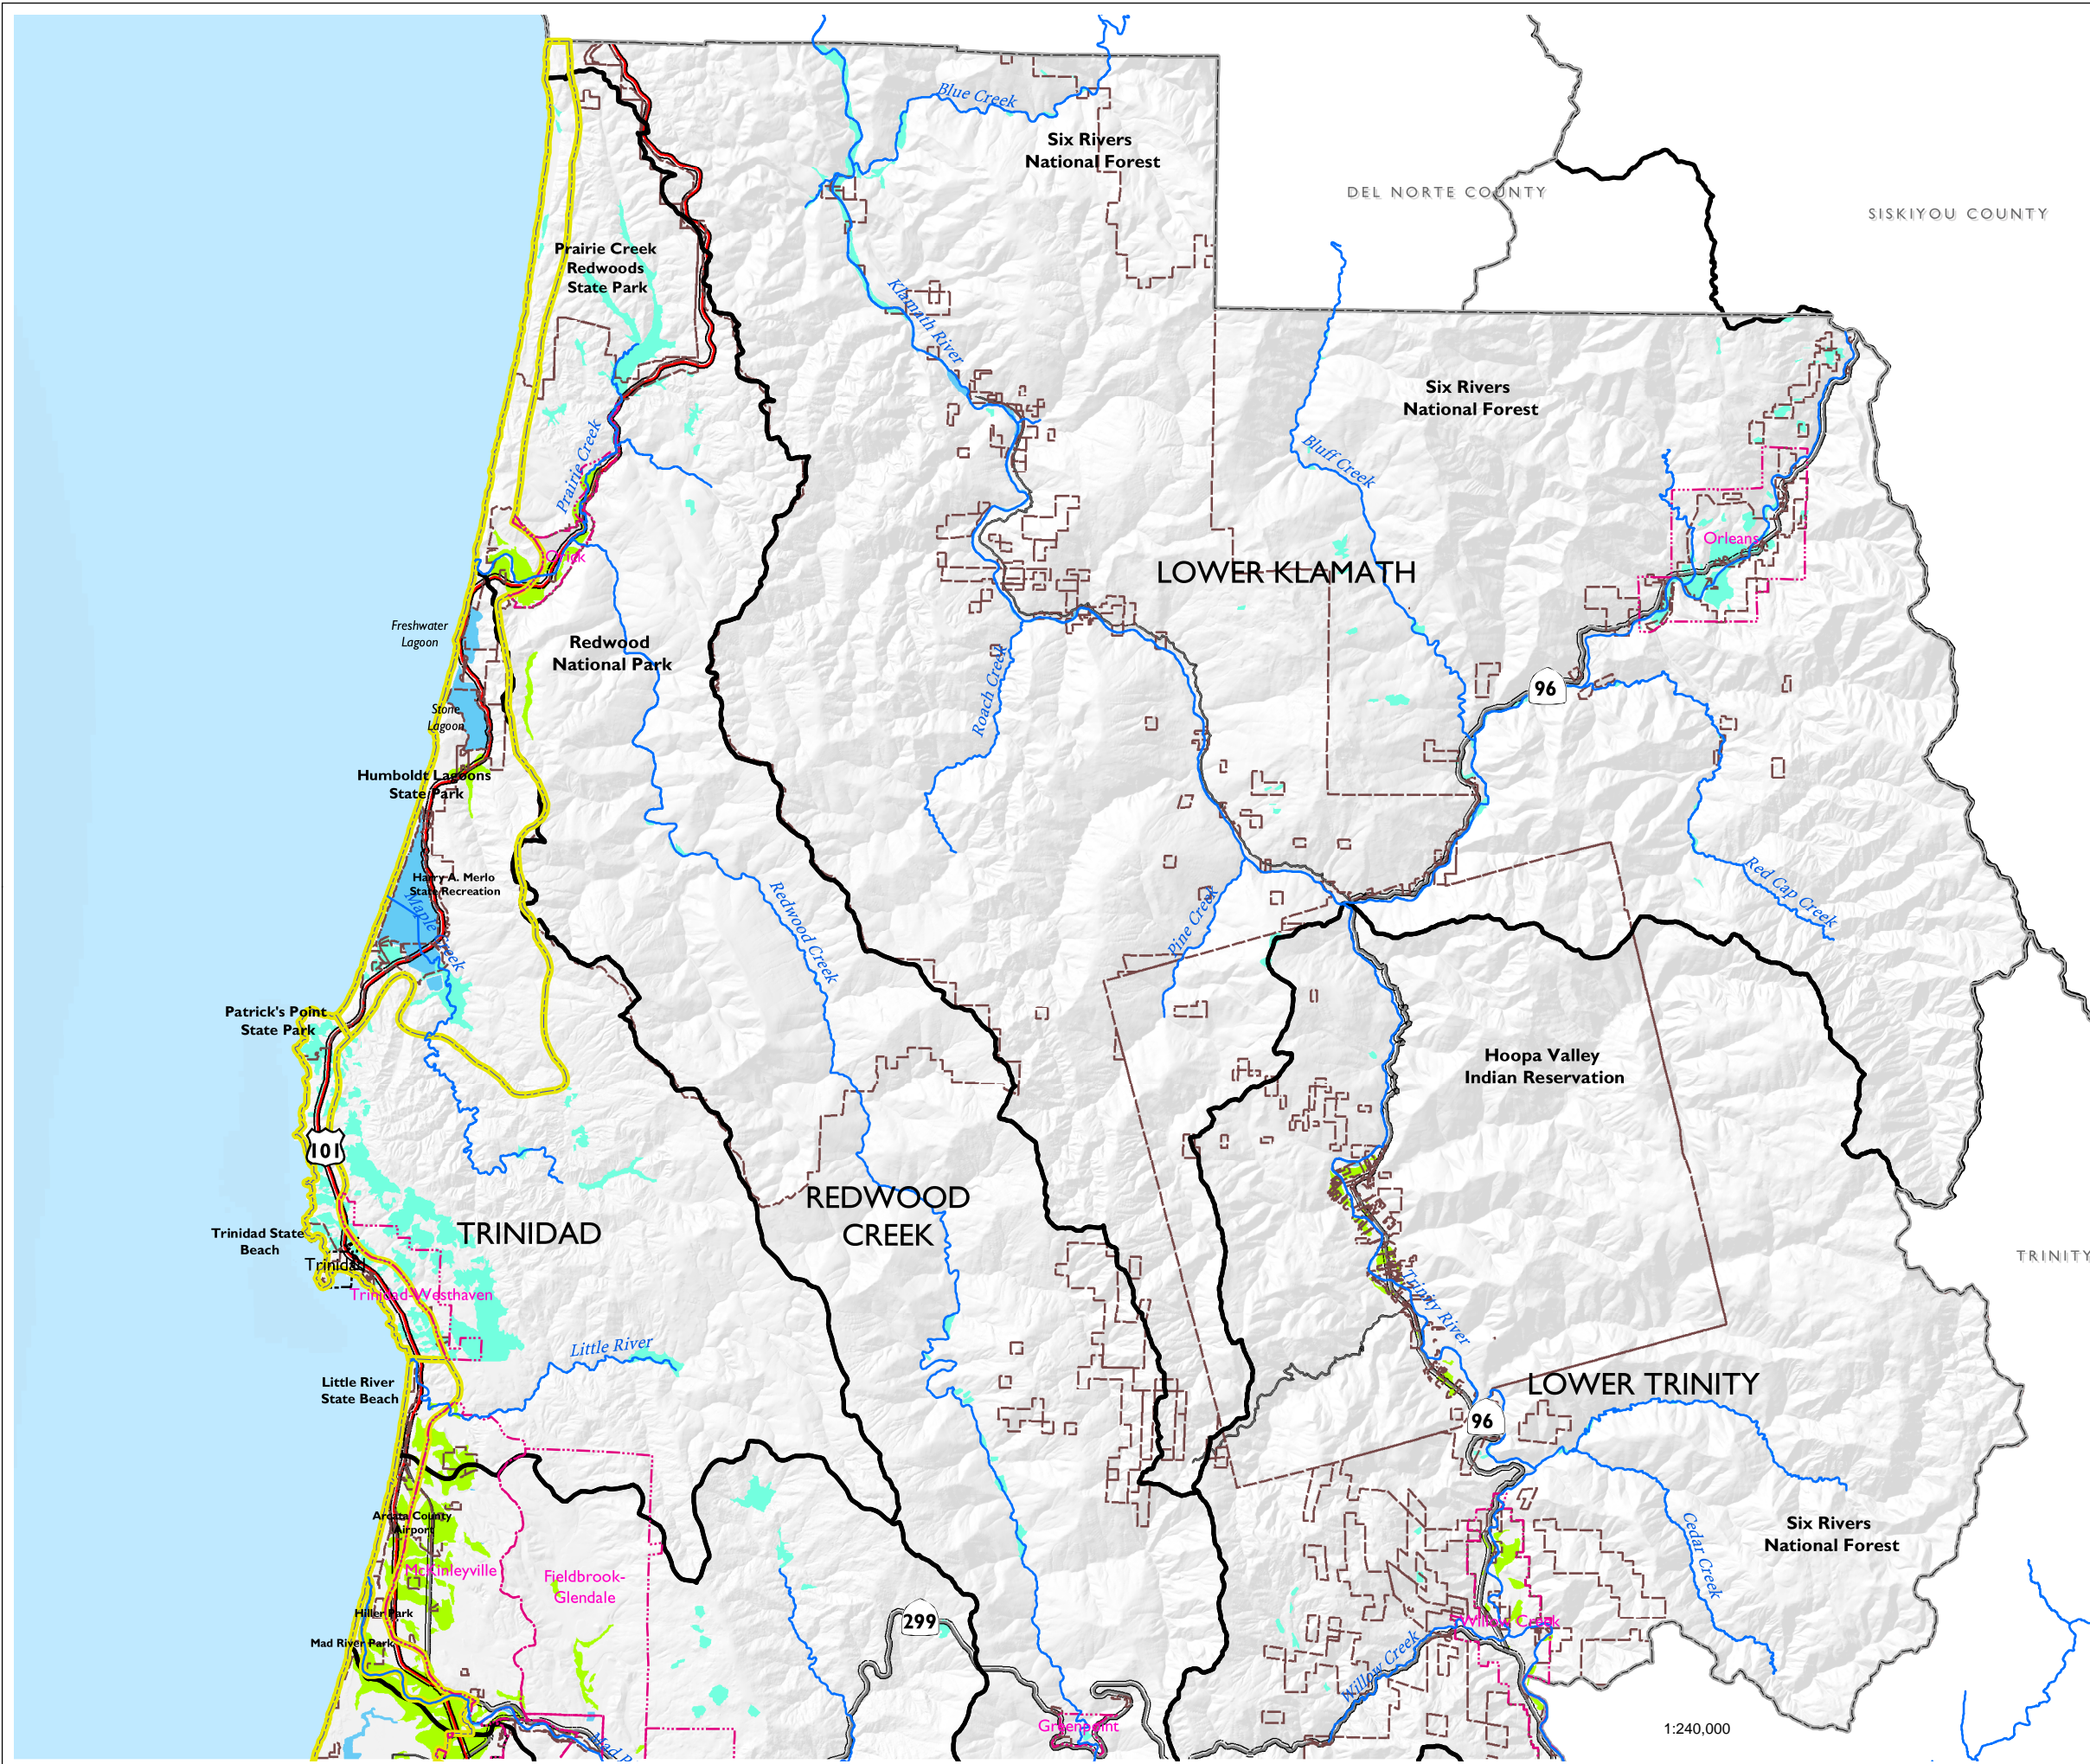 Blue Creek
Six Rivers
National Forest
DEL NORTE COUNTY
SISKIYOU COUNTY
Prairie Creek
Redwoods
State Park
Klamath River
Six Rivers
National Forest
Prairie Creek
Bluff Creek
Orick
Orleans
LOWER KLAMATH
Freshwater
Lagoon
Redwood
National Park
Roach Creek
96
Stone
Lagoon
Humboldt Lagoons
State Park
Harry A. Merlo
State Recreation
Maple Creek
Redwood Creek
Pine Creek
Red Cap Creek
Patrick's Point
State Park
Hoopa Valley
Indian Reservation
101
REDWOOD
CREEK
TRINIDAD
Trinidad State
Beach
Trinidad
TRINITY
Trinidad-Westhaven
Trinity River
Little River
Little River
State Beach
LOWER TRINITY
96
Arcata County
Airport
Cedar Creek
Six Rivers
National Forest
McKinleyville
Fieldbrook-
Glendale
Hiller Park
299
Willow Creek
Mad River Park
Willow Creek
Greenpoint
1:240,000
Mad R